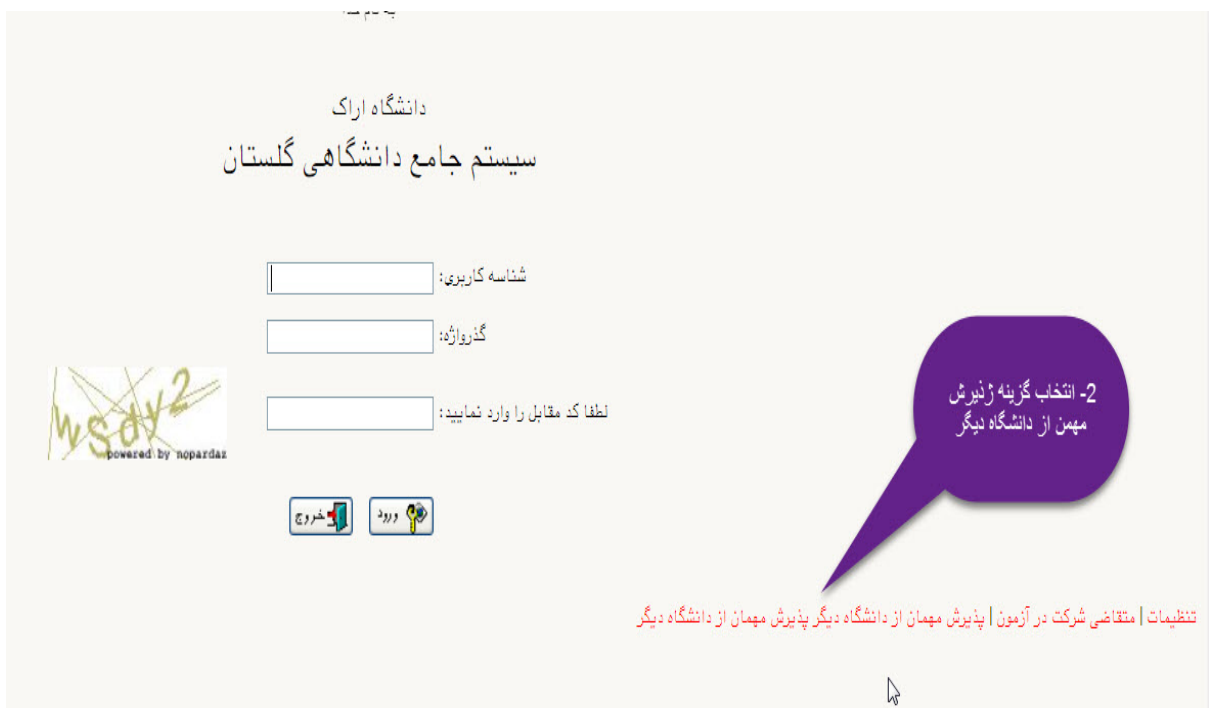 دانشگاه اراک
سیستم جامع دانشگاهی گلستان
شناسه کاربري:
گذرواژه:
لطفا کد مقابل را وارد نمایید:
wsdy2
powered by nopardaz
ورود
خروج
2- انتخاب گزینه ژذیرش
مهمن از دانشگاه دیگر
تنظیمات | متقاضی شرکت در آزمون | پذیرش مهمان از دانشگاه دیگر پذیرش مهمان از دانشگاه دیگر